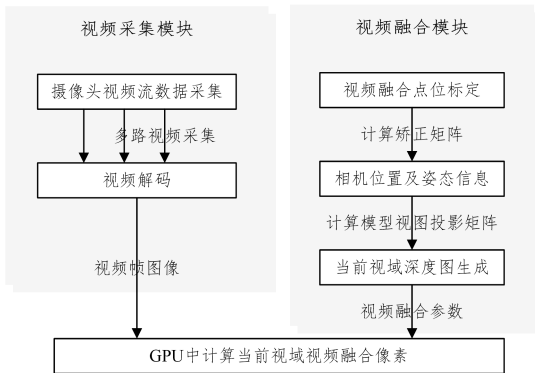 视频采集模块
摄像头视频流数据采集
多路视频采集
视频解码
视频帧图像
视频融合模块
视频融合点位标定
计算矫正矩阵
相机位置及姿态信息
计算模型视图投影矩阵
当前视域深度图生成
视频融合参数
GPU中计算当前视域视频融合像素